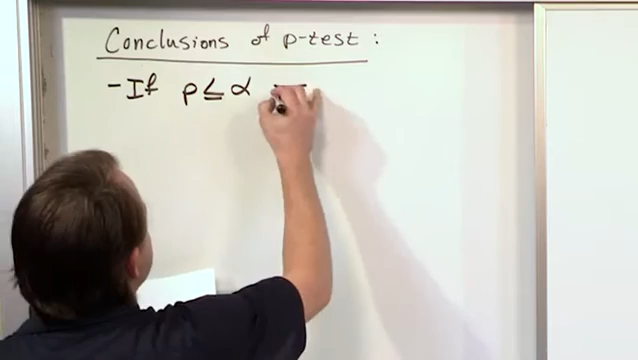 Conclusions of p-test :
- If p ≤ α